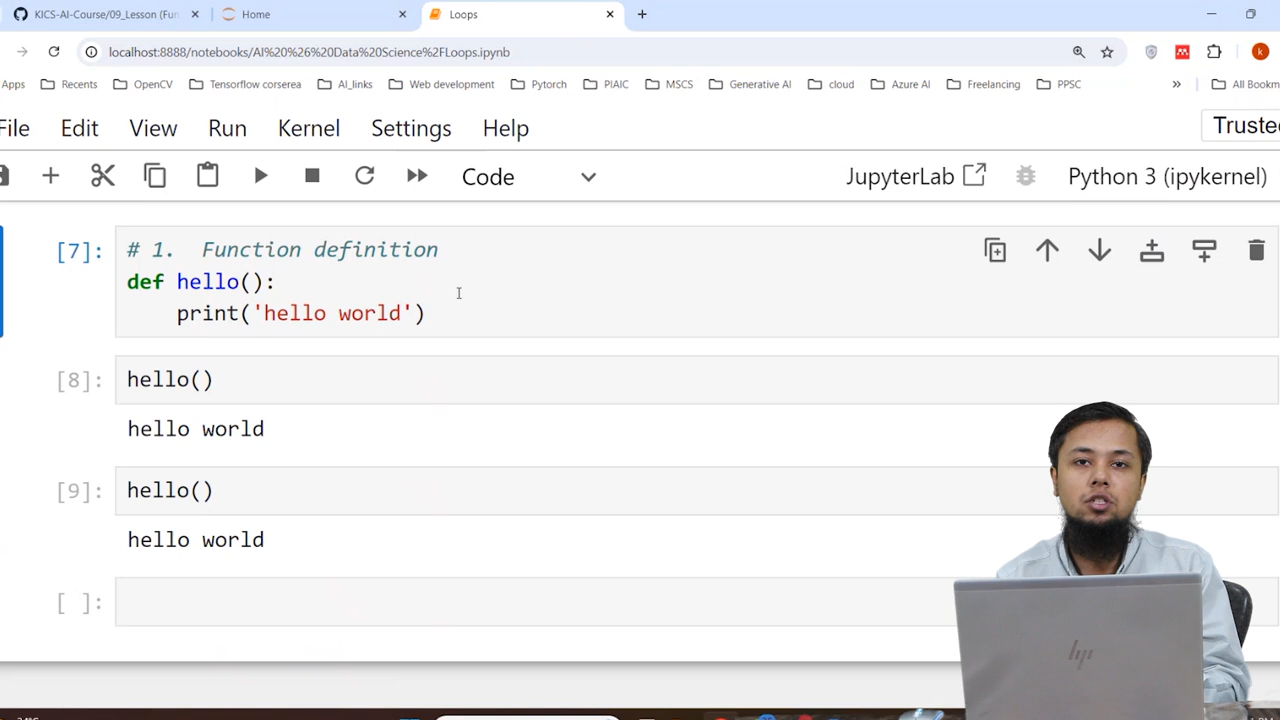 KICS-AI-Course/09_Lesson (Fun
Home
Loops
localhost:8888/notebooks/AI%20%26%20Data%20Science%2FLoops.ipynb
k
Apps
Recents
OpenCV
Tensorflow corserea
AI_links
Web development
Pytorch
PIAIC
MSCS
Generative AI
cloud
Azure AI
Freelancing
PPSC
»
All Bookm
File
Edit
View
Run
Kernel
Settings
Help
Trusted
Code
JupyterLab
Python 3 (ipykernel)
[7]:
# 1.  Function definition
def hello():
    print('hello world')
[8]:
hello()
hello world
[9]:
hello()
hello world
[ ]:
hp